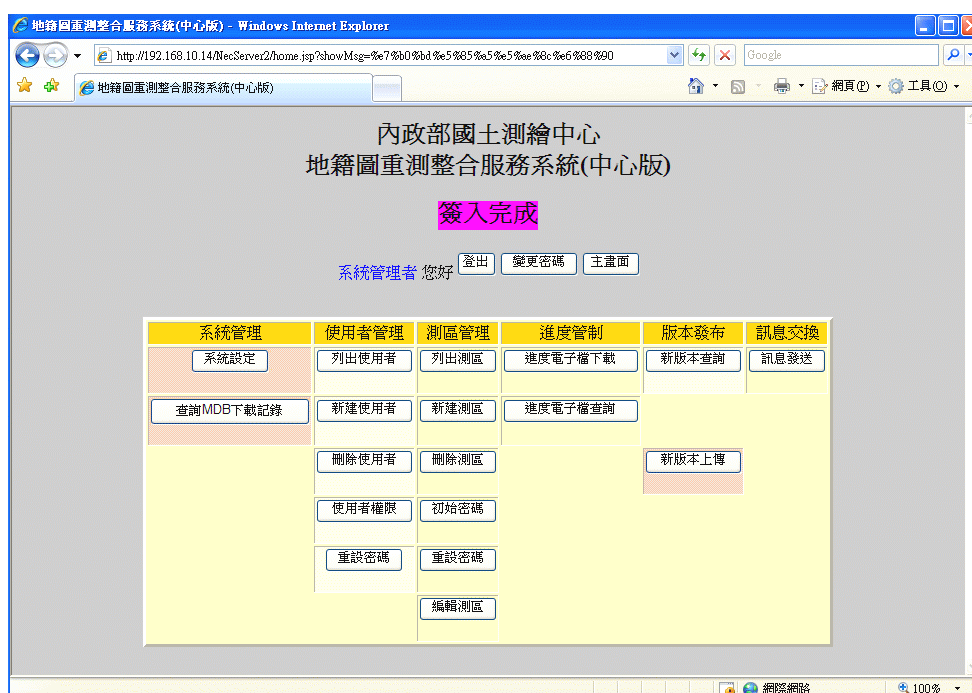 地籍圖重測整合服務系統(中心版) - Windows Internet Explorer
http://192.168.10.14/NecServer2/home.jsp?showMsg=%e7%b0%bd%e5%85%a5%e5%ae%8c%e6%88%90
Google
地籍圖重測整合服務系統(中心版)
網頁(P) 工具(O)
內政部國土測繪中心
地籍圖重測整合服務系統(中心版)
簽入完成
系統管理者 您好 登出 變更密碼 主畫面
系統管理 使用者管理 測區管理 進度管制 版本發布 訊息交換
系統設定 列出使用者 列出測區 進度電子檔下載 新版本查詢 訊息發送
查詢MDB下載記錄 新建使用者 新建測區 進度電子檔查詢
刪除使用者 刪除測區 新版本上傳
使用者權限 初始密碼
重設密碼 重設密碼
編輯測區
網際網路 100%